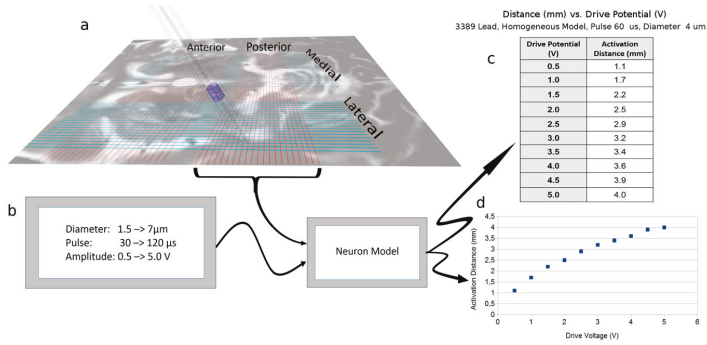 a
Anterior
Posterior
Medial
Lateral
b
Diameter: 1.5 –> 7µm
Pulse: 30 –> 120 µs
Amplitude: 0.5 –> 5.0 V
Neuron Model
Distance (mm) vs. Drive Potential (V)
3389 Lead, Homogeneous Model, Pulse 60 us, Diameter 4 um
c
Drive Potential (V) Activation Distance (mm)
0.5 1.1
1.0 1.7
1.5 2.2
2.0 2.5
2.5 2.9
3.0 3.2
3.5 3.4
4.0 3.6
4.5 3.9
5.0 4.0
d
Activation Distance (mm)
4,5
4
3,5
3
2,5
2
1,5
1
0,5
0
0 1 2 3 4 5 6
Drive Voltage (V)